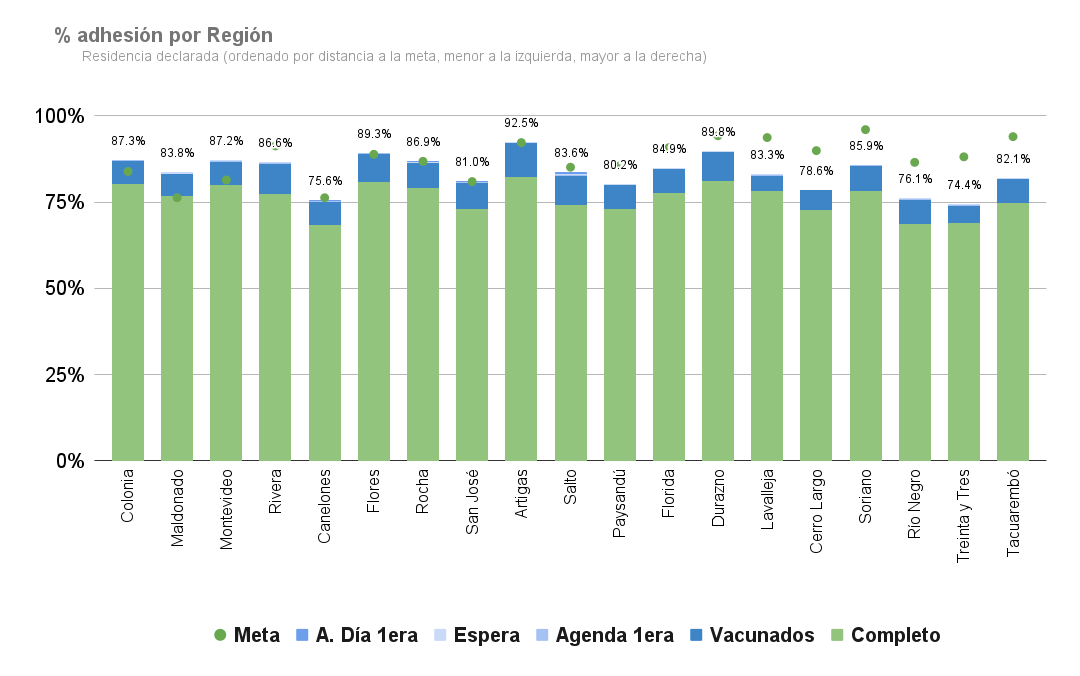 % adhesión por Región
Residencia declarada (ordenado por distancia a la meta, menor a la izquierda, mayor a la derecha)
100%
75%
50%
25%
0%
87.3%
83.8%
87.2%
86.6%
75.6%
89.3%
86.9%
81.0%
92.5%
83.6%
80.2%
84.9%
89.8%
83.3%
78.6%
85.9%
76.1%
74.4%
82.1%
Colonia
Maldonado
Montevideo
Rivera
Canelones
Flores
Rocha
San José
Artigas
Salto
Paysandú
Florida
Durazno
Lavalleja
Cerro Largo
Soriano
Río Negro
Treinta y Tres
Tacuarembó
Meta
A. Día 1era
Espera
Agenda 1era
Vacunados
Completo